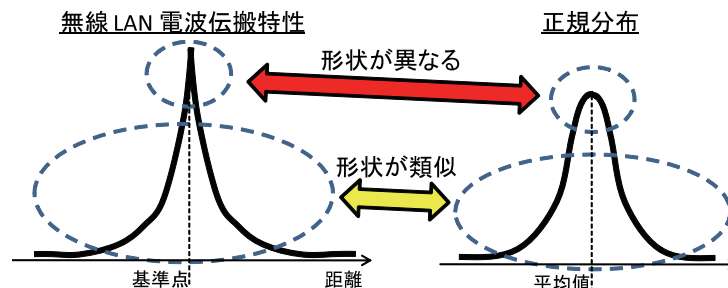 無線 LAN 電波伝搬特性
正規分布
形状が異なる
形状が類似
基準点
距離
平均値